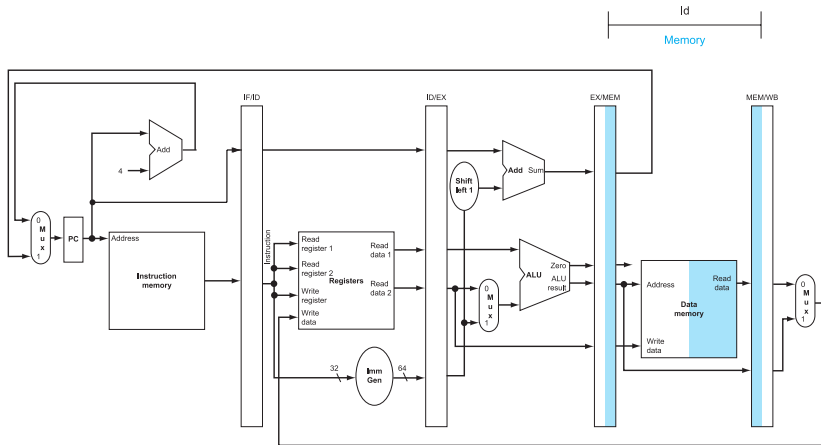 ld
Memory
IF/ID
ID/EX
EX/MEM
MEM/WB
Add
4
Add Sum
Shift
left 1
0
M
u
x
1
PC
Address
Instruction
memory
Instruction
Read
register 1
Read
register 2
Write
register
Write
data
Registers
Read
data 1
Read
data 2
Zero
ALU
ALU
result
0
M
u
x
1
Address
Read
data
Data
memory
Write
data
0
M
u
x
1
32
Imm
Gen
64